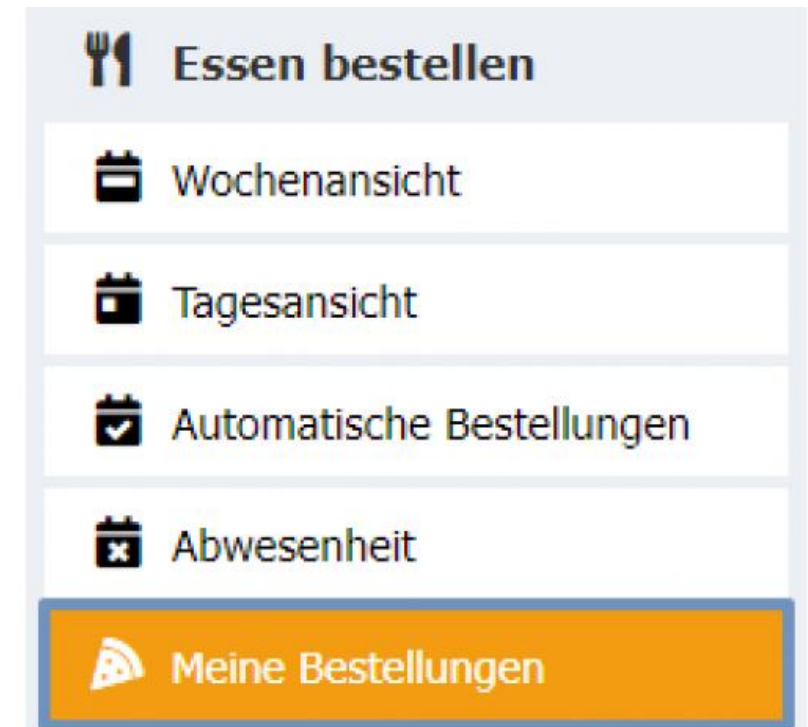 Essen bestellen
Wochenansicht
Tagesansicht
Automatische Bestellungen
Abwesenheit
Meine Bestellungen